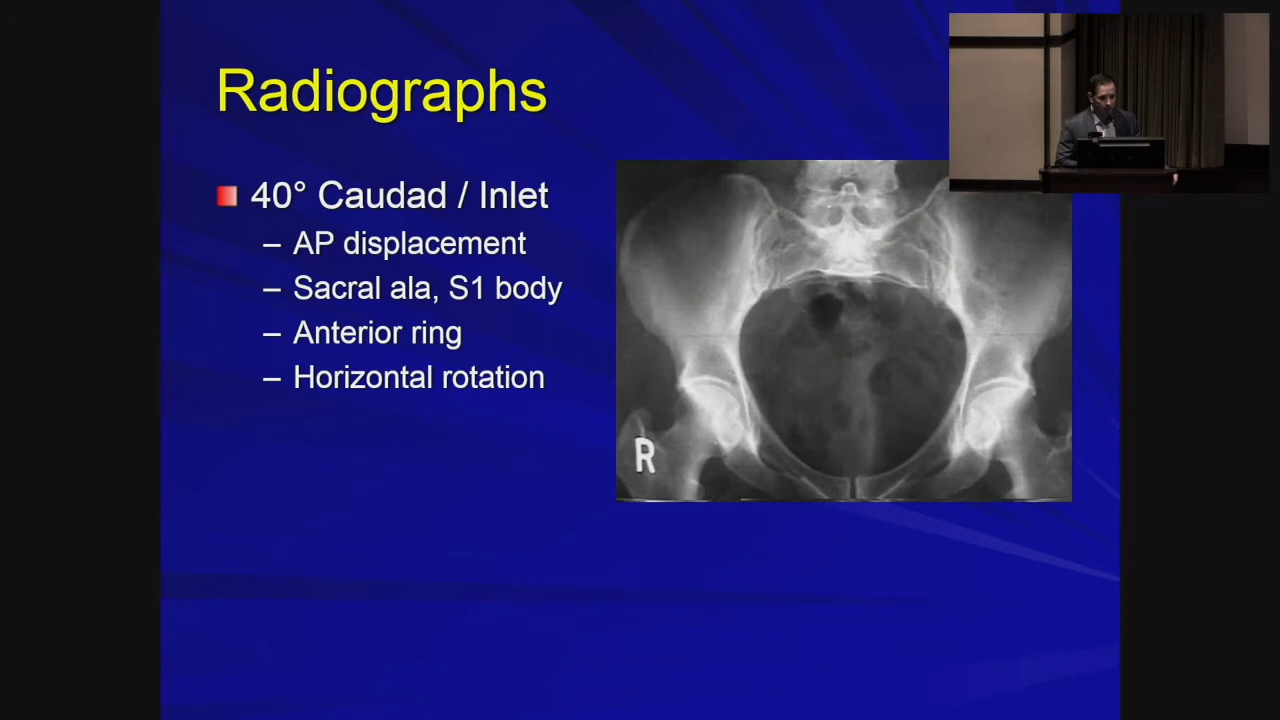 Radiographs
40° Caudad / Inlet
– AP displacement
– Sacral ala, S1 body
– Anterior ring
– Horizontal rotation
R